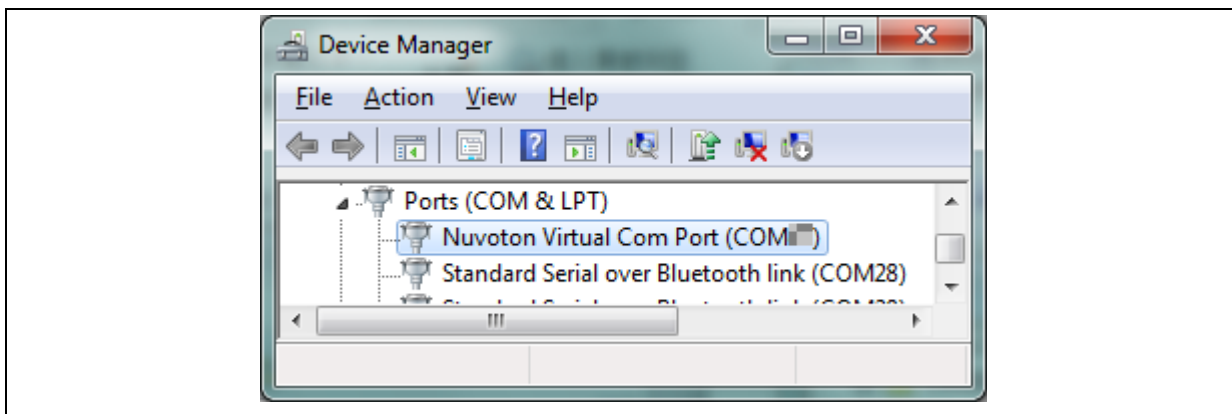 Device Manager
File Action View Help
Ports (COM & LPT)
Nuvoton Virtual Com Port (COM )
Standard Serial over Bluetooth link (COM28)